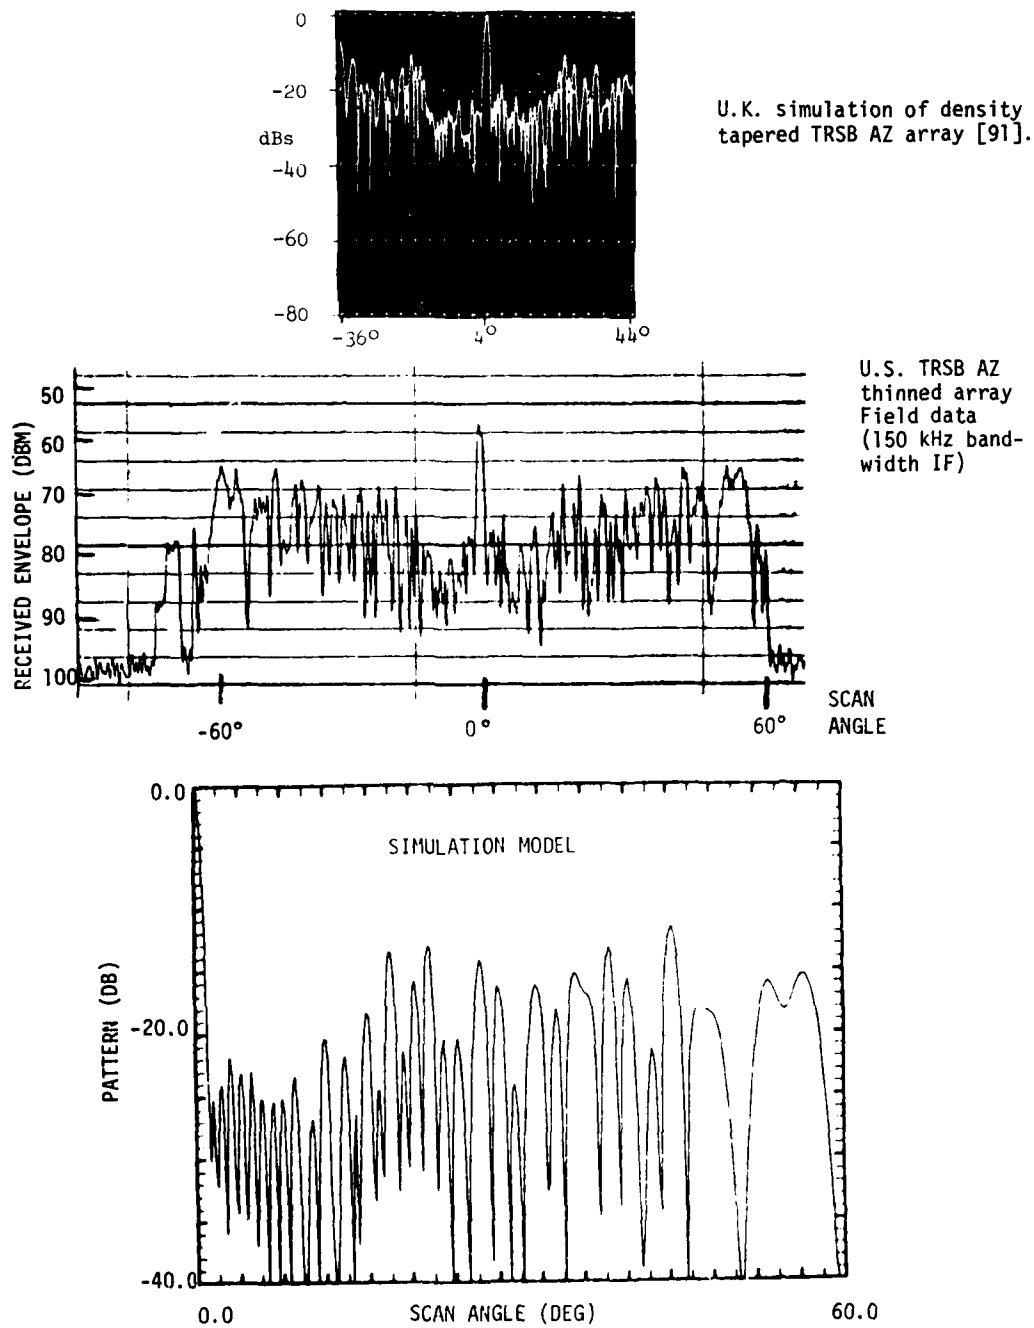 0
-20
dBs
-40
-60
-80
-36°
4°
44°
U.K. simulation of density
tapered TRSB AZ array [91].
RECEIVED ENVELOPE (DBM)
50
60
70
80
90
100
-60°
0°
60°
SCAN
ANGLE
U.S. TRSB AZ
thinned array
Field data
(150 kHz band-
width IF)
0.0
SIMULATION MODEL
PATTERN (DB)
-20.0
-40.0
0.0
SCAN ANGLE (DEG)
60.0